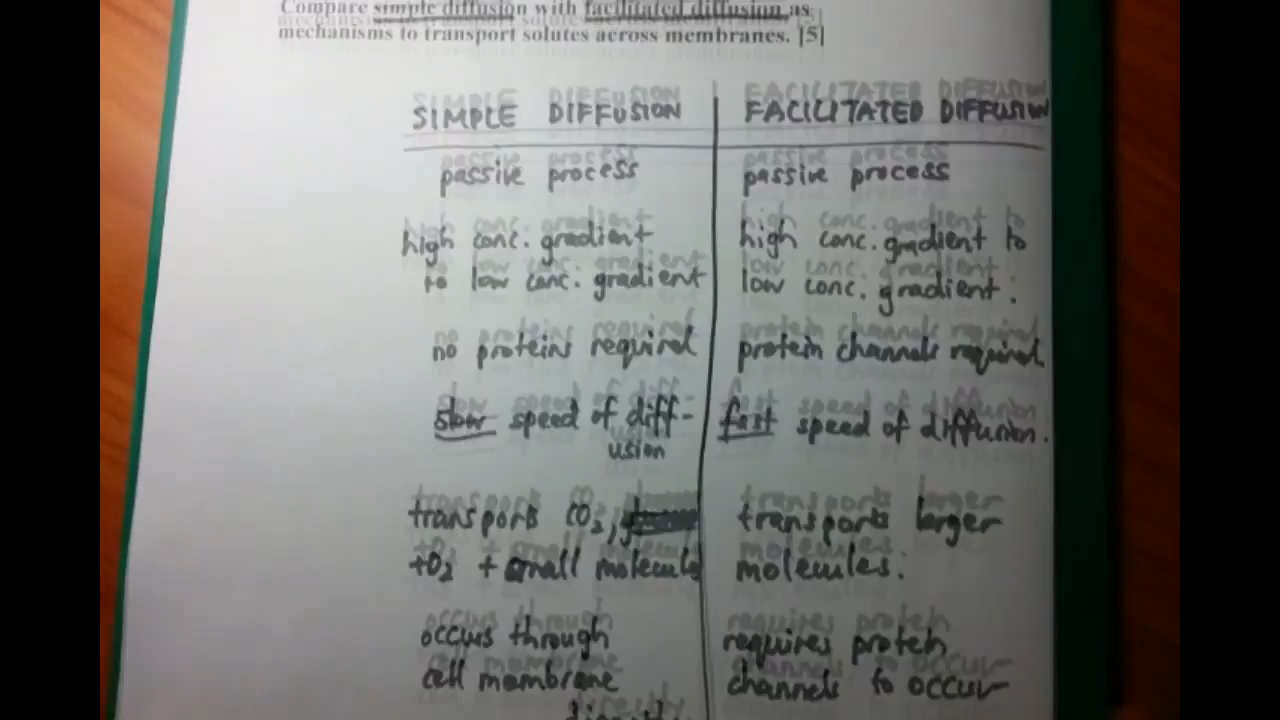 Compare simple diffusion with facilitated diffusion as
mechanisms to transport solutes across membranes. [5]
SIMPLE DIFFUSION
passive process
high conc. gradient
to low conc. gradient
no proteins required
slow speed of diff-
usion
transports CO2,
+O2 + small molecules
occurs through
cell membrane
directly
FACILITATED DIFFUSION
passive process
high conc. gradient to
low conc. gradient.
protein channels required
fast speed of diffusion.
transports larger
molecules.
requires protein
channels to occur